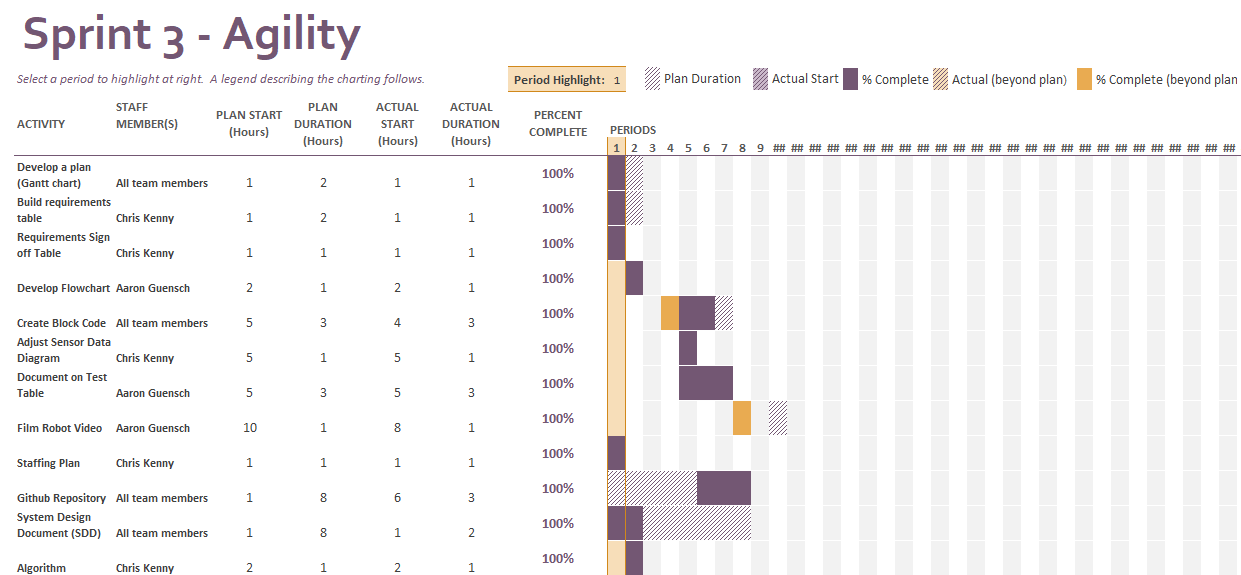 Sprint 3 - Agility
Select a period to highlight at right.  A legend describing the charting follows.
Period Highlight: 1
Plan Duration
Actual Start
% Complete
Actual (beyond plan)
% Complete (beyond plan
ACTIVITY
STAFF
MEMBER(S)
PLAN START
(Hours)
PLAN
DURATION
(Hours)
ACTUAL
START
(Hours)
ACTUAL
DURATION
(Hours)
PERCENT
COMPLETE
PERIODS
1 2 3 4 5 6 7 8 9 ## ## ## ## ## ## ## ## ## ## ## ## ## ## ## ## ## ## ## ## ## ## ## ## ## ##
Develop a plan
(Gantt chart) All team members 1 2 1 1 100%
Build requirements
table Chris Kenny 1 2 1 1 100%
Requirements Sign
off Table Chris Kenny 1 1 1 1 100%
Develop Flowchart Aaron Guensch 2 1 2 1 100%
Create Block Code All team members 5 3 4 3 100%
Adjust Sensor Data
Diagram Chris Kenny 5 1 5 1 100%
Document on Test
Table Aaron Guensch 5 3 5 3 100%
Film Robot Video Aaron Guensch 10 1 8 1 100%
Staffing Plan Chris Kenny 1 1 1 1 100%
Github Repository All team members 1 8 6 3 100%
System Design
Document (SDD) All team members 1 8 1 2 100%
Algorithm Chris Kenny 2 1 2 1 100%